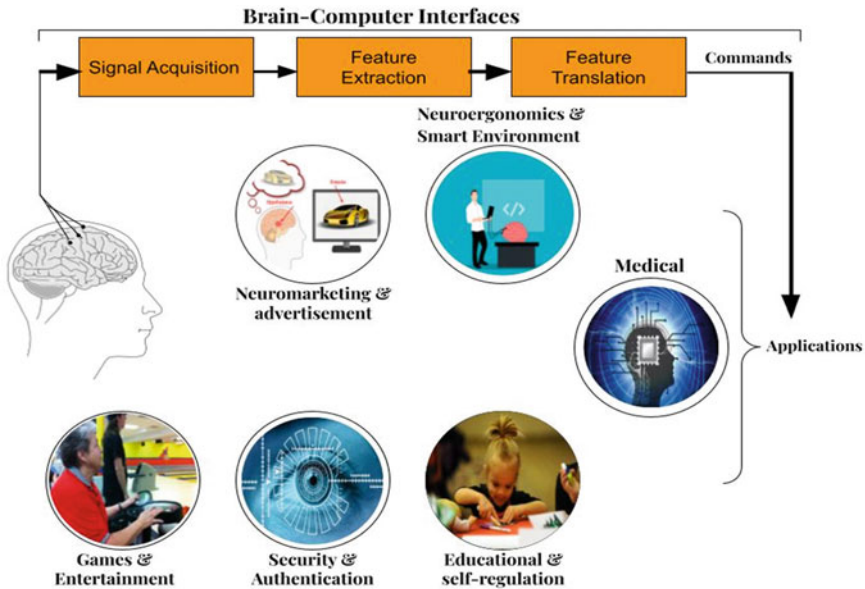 Brain-Computer Interfaces
Signal Acquisition
Feature
Extraction
Feature
Translation
Commands
Neuroergonomics &
Smart Environment
Neuromarketing &
advertisement
Medical
Applications
Games &
Entertainment
Security &
Authentication
Educational &
self-regulation